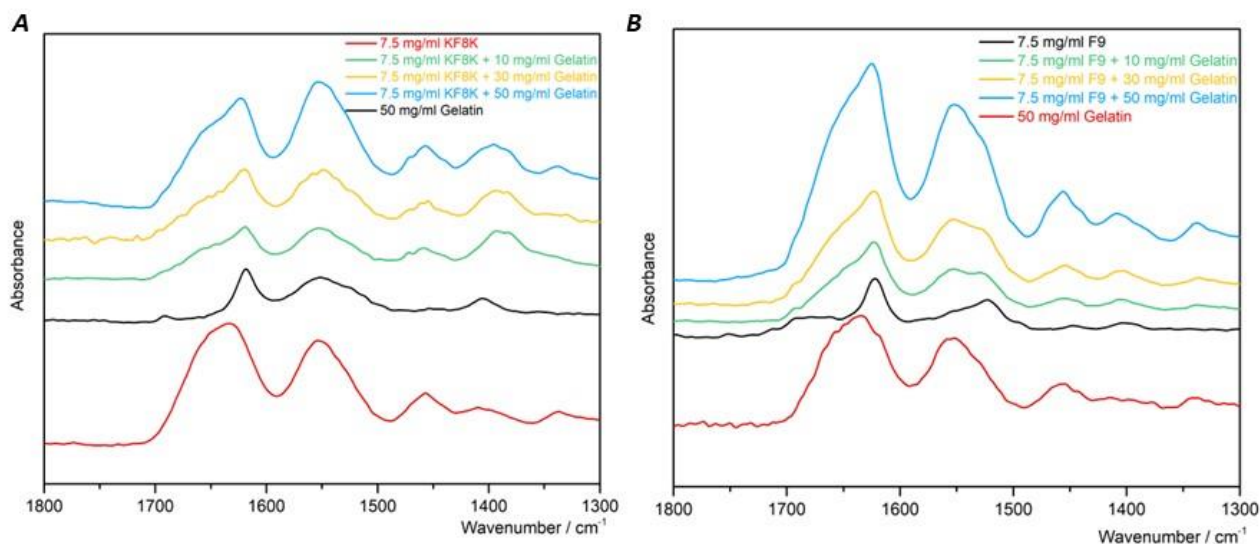 A
7.5 mg/ml KF8K
7.5 mg/ml KF8K + 10 mg/ml Gelatin
7.5 mg/ml KF8K + 30 mg/ml Gelatin
7.5 mg/ml KF8K + 50 mg/ml Gelatin
50 mg/ml Gelatin
Absorbance
1800 1700 1600 1500 1400 1300
Wavenumber / cm-1
B
7.5 mg/ml F9
7.5 mg/ml F9 + 10 mg/ml Gelatin
7.5 mg/ml F9 + 30 mg/ml Gelatin
7.5 mg/ml F9 + 50 mg/ml Gelatin
50 mg/ml Gelatin
Absorbance
1800 1700 1600 1500 1400 1300
Wavenumber / cm-1